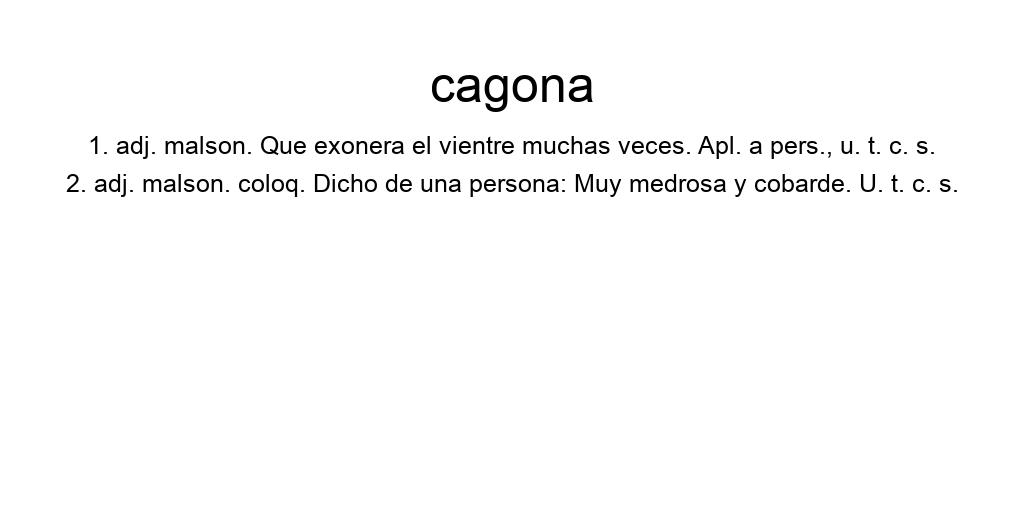 cagona
1. adj. malson. Que exonera el vientre muchas veces. Apl. a pers., u. t. c. s.
2. adj. malson. coloq. Dicho de una persona: Muy medrosa y cobarde. U. t. c. s.